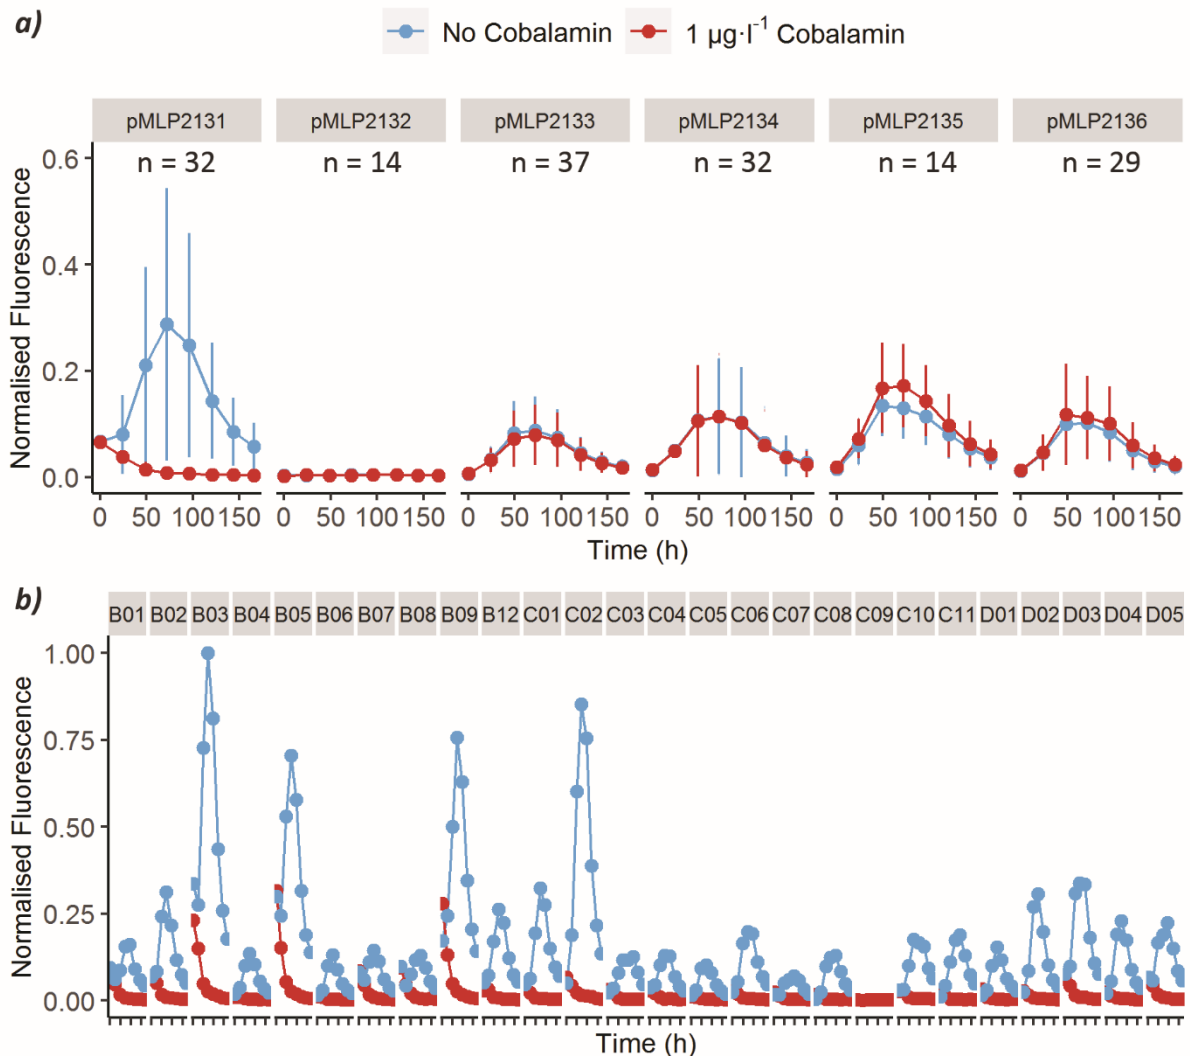 a)
No Cobalamin 1 µg·l⁻¹ Cobalamin
pMLP2131 pMLP2132 pMLP2133 pMLP2134 pMLP2135 pMLP2136
n = 32 n = 14 n = 37 n = 32 n = 14 n = 29
Normalised Fluorescence
0.6
0.4
0.2
0.0
0 50 100 150 0 50 100 150 0 50 100 150 0 50 100 150 0 50 100 150 0 50 100 150
Time (h)
b)
B01 B02 B03 B04 B05 B06 B07 B08 B09 B12 C01 C02 C03 C04 C05 C06 C07 C08 C09 C10 C11 D01 D02 D03 D04 D05
Normalised Fluorescence
1.00
0.75
0.50
0.25
0.00
Time (h)